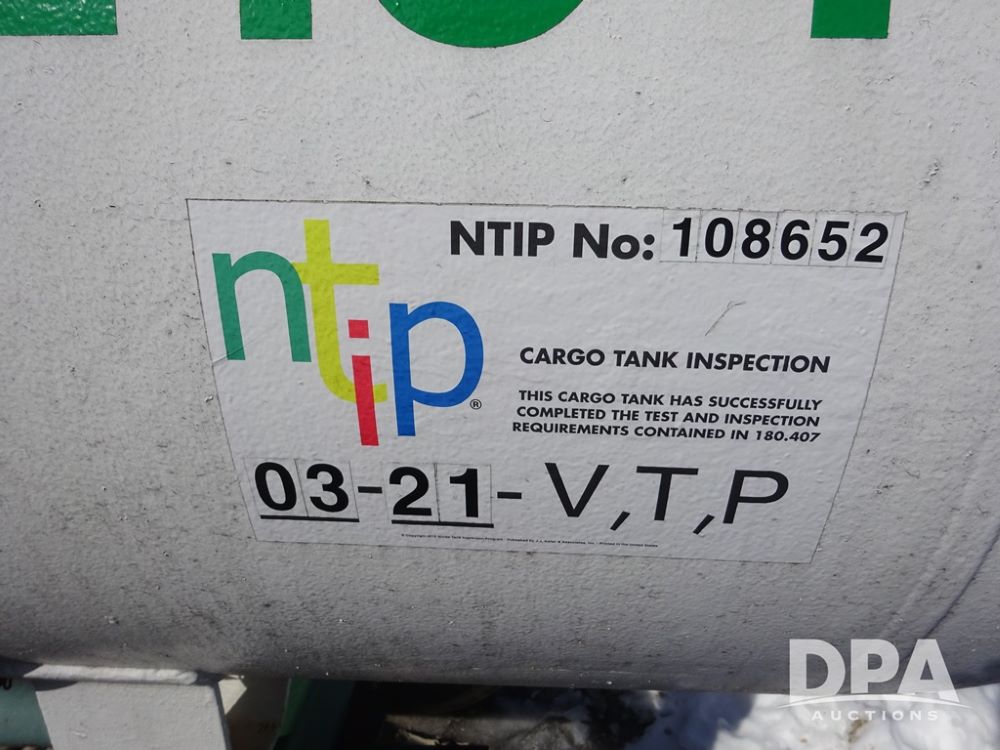 NTIP No: 108652
ntip®
CARGO TANK INSPECTION
THIS CARGO TANK HAS SUCCESSFULLY
COMPLETED THE TEST AND INSPECTION
REQUIREMENTS CONTAINED IN 180.407
03-21-V,T,P
DPA
AUCTIONS